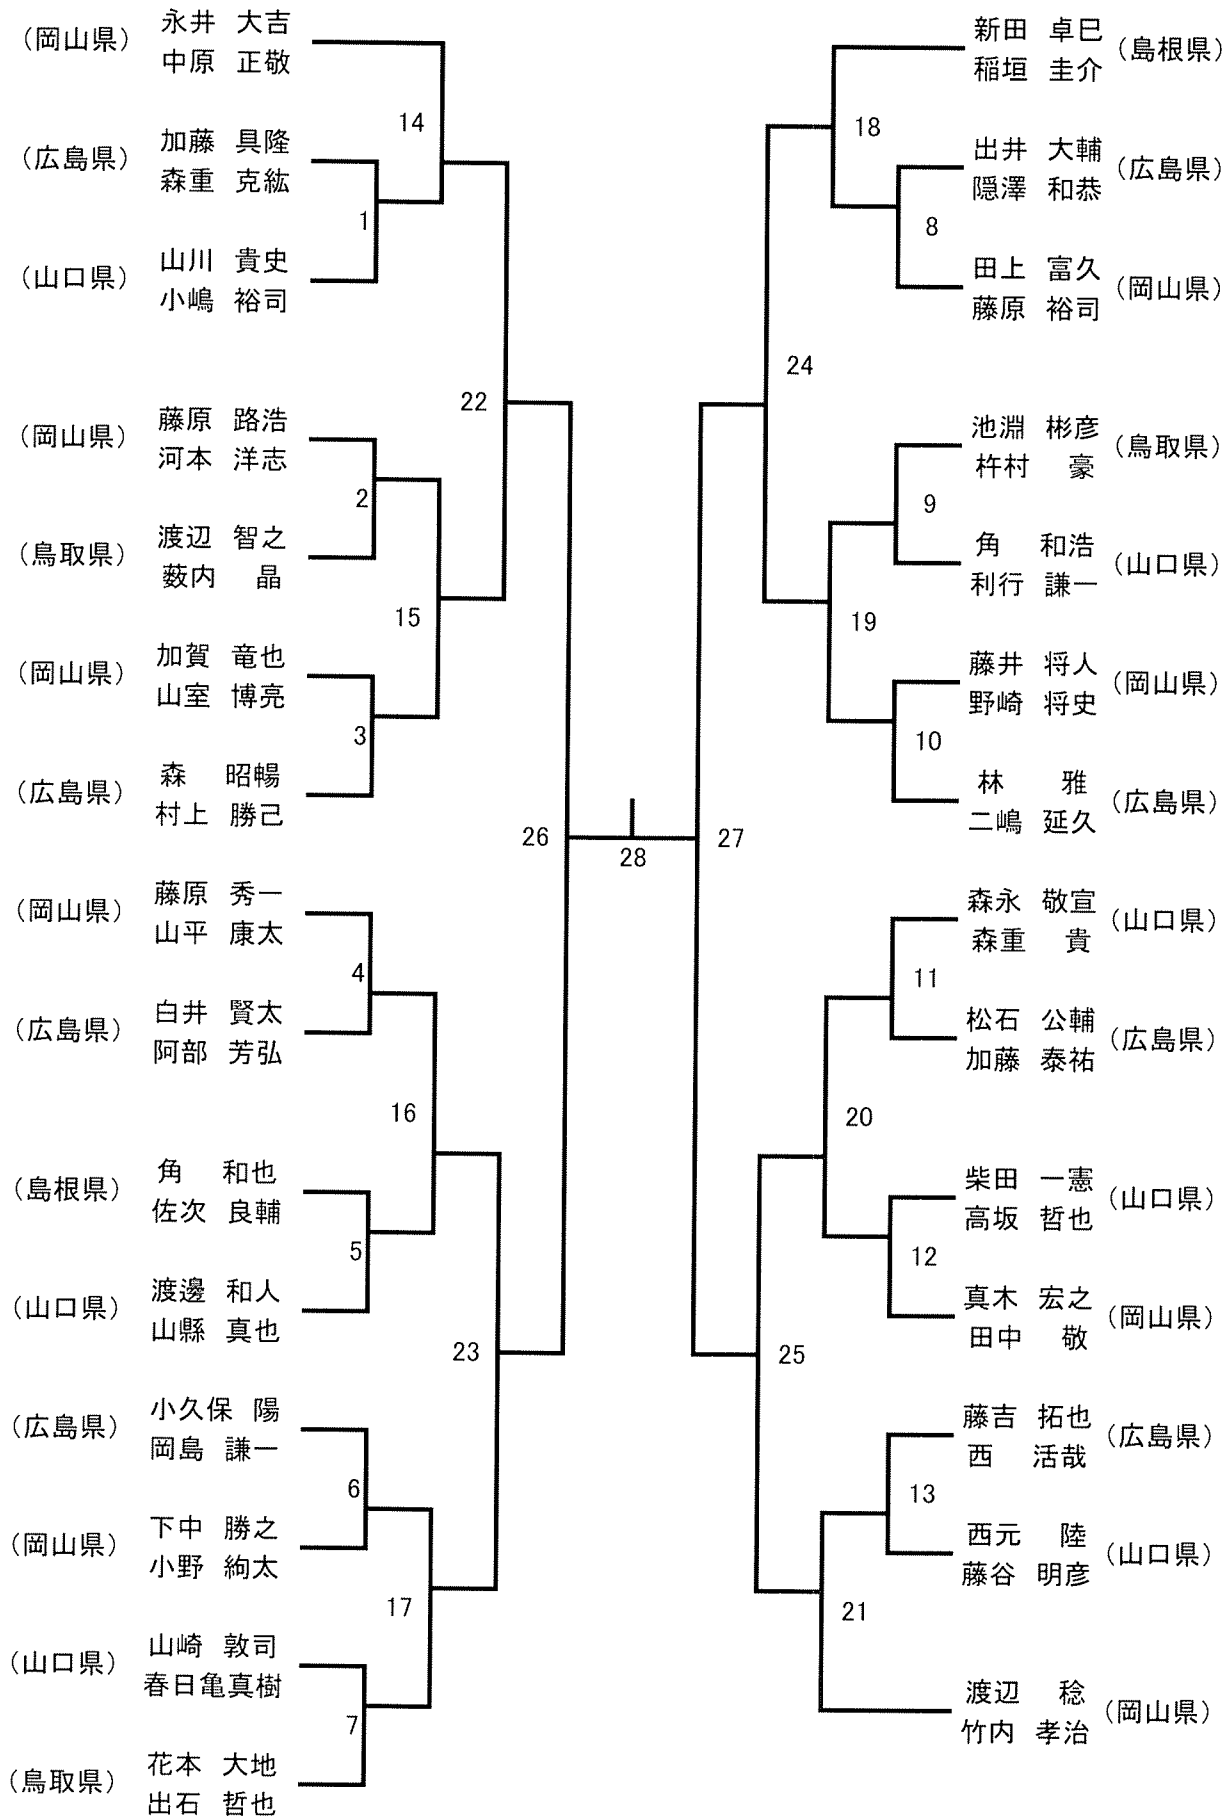 (岡山県) 永井 大吉
中原 正敬
14
(広島県) 加藤 具隆
森重 克紘
1
(山口県) 山川 貴史
小嶋 裕司
22
(岡山県) 藤原 路浩
河本 洋志
2
(鳥取県) 渡辺 智之
薮内 晶
15
(岡山県) 加賀 竜也
山室 博亮
3
(広島県) 森 昭暢
村上 勝己
26
(岡山県) 藤原 秀一
山平 康太
4
(広島県) 白井 賢太
阿部 芳弘
16
(島根県) 角 和也
佐次 良輔
5
(山口県) 渡邊 和人
山縣 真也
23
(広島県) 小久保 陽
岡島 謙一
6
(岡山県) 下中 勝之
小野 絢太
17
(山口県) 山崎 敦司
春日亀真樹
7
(鳥取県) 花本 大地
出石 哲也
28
新田 卓巳 (島根県)
稲垣 圭介
18
出井 大輔 (広島県)
隠澤 和恭
8
田上 富久 (岡山県)
藤原 裕司
24
池淵 彬彦 (鳥取県)
杵村 豪
9
角 和浩 (山口県)
利行 謙一
19
藤井 将人 (岡山県)
野崎 将史
10
林 雅 (広島県)
二嶋 延久
27
森永 敬宣 (山口県)
森重 貴
11
松石 公輔 (広島県)
加藤 泰祐
20
柴田 一憲 (山口県)
高坂 哲也
12
真木 宏之 (岡山県)
田中 敬
25
藤吉 拓也 (広島県)
西 活哉
13
西元 陸 (山口県)
藤谷 明彦
21
渡辺 稔 (岡山県)
竹内 孝治